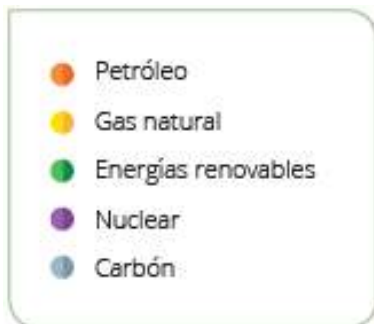 Petróleo
Gas natural
Energías renovables
Nuclear
Carbón